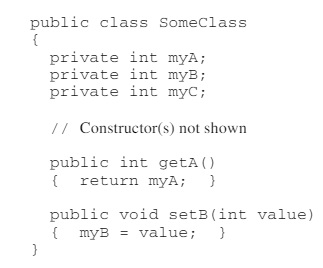 public class SomeClass
{
private int myA;
private int myB;
private int myC;
// Constructor(s) not shown
public int getA()
{ return myA; }
public void setB(int value)
{ myB = value; }
}